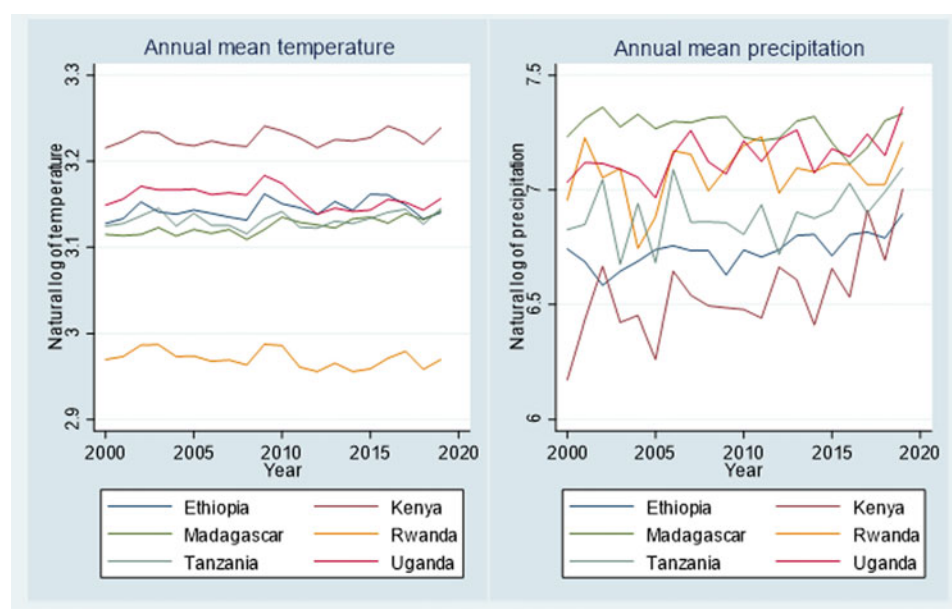 Annual mean temperature
Natural log of temperature
3.3
3.2
3.1
3.3
2.9
2000 2005 2010 2015 2020
Year
Ethiopia Kenya
Madagascar Rwanda
Tanzania Uganda
Annual mean precipitation
Natural log of precipitation
7.5
7
6.5
6
2000 2005 2010 2015 2020
Year
Ethiopia Kenya
Madagascar Rwanda
Tanzania Uganda